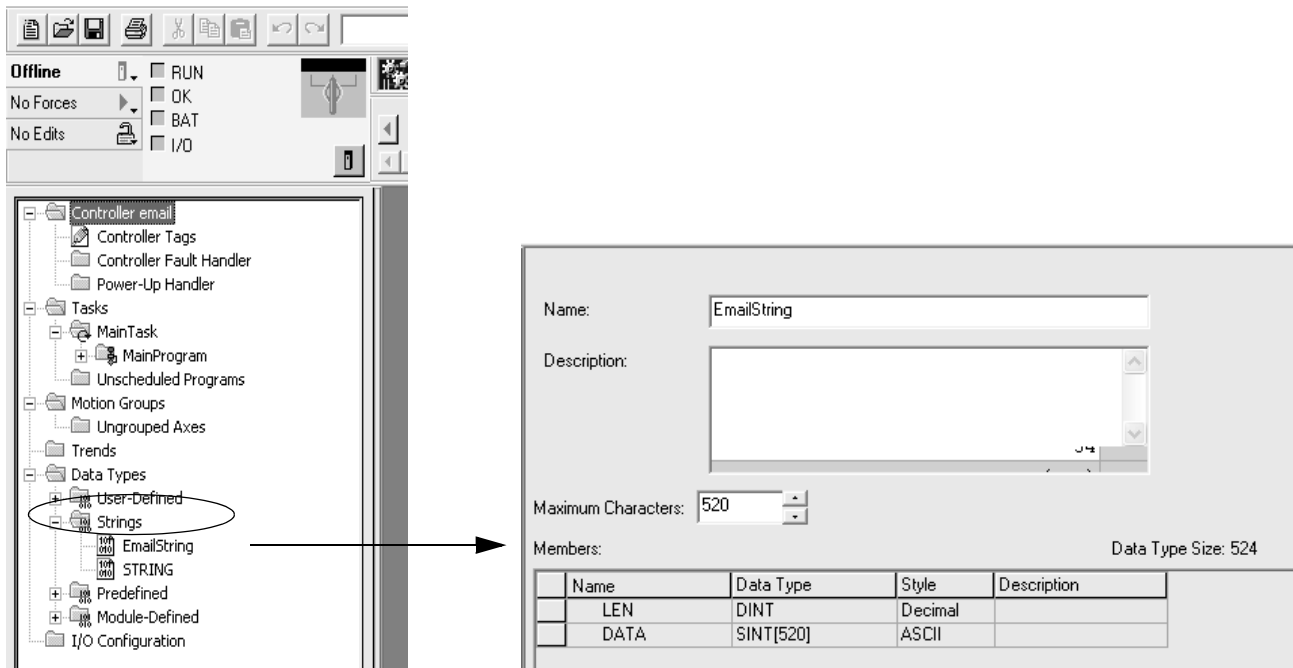 Offline
RUN
No Forces
OK
BAT
No Edits
I/O
Controller email
Controller Tags
Controller Fault Handler
Power-Up Handler
Tasks
MainTask
MainProgram
Unscheduled Programs
Motion Groups
Ungrouped Axes
Trends
Data Types
User-Defined
Strings
EmailString
STRING
Predefined
Module-Defined
I/O Configuration
Name: EmailString
Description:
Maximum Characters: 520
Members: Data Type Size: 524
Name Data Type Style Description
LEN DINT Decimal
DATA SINT[520] ASCII